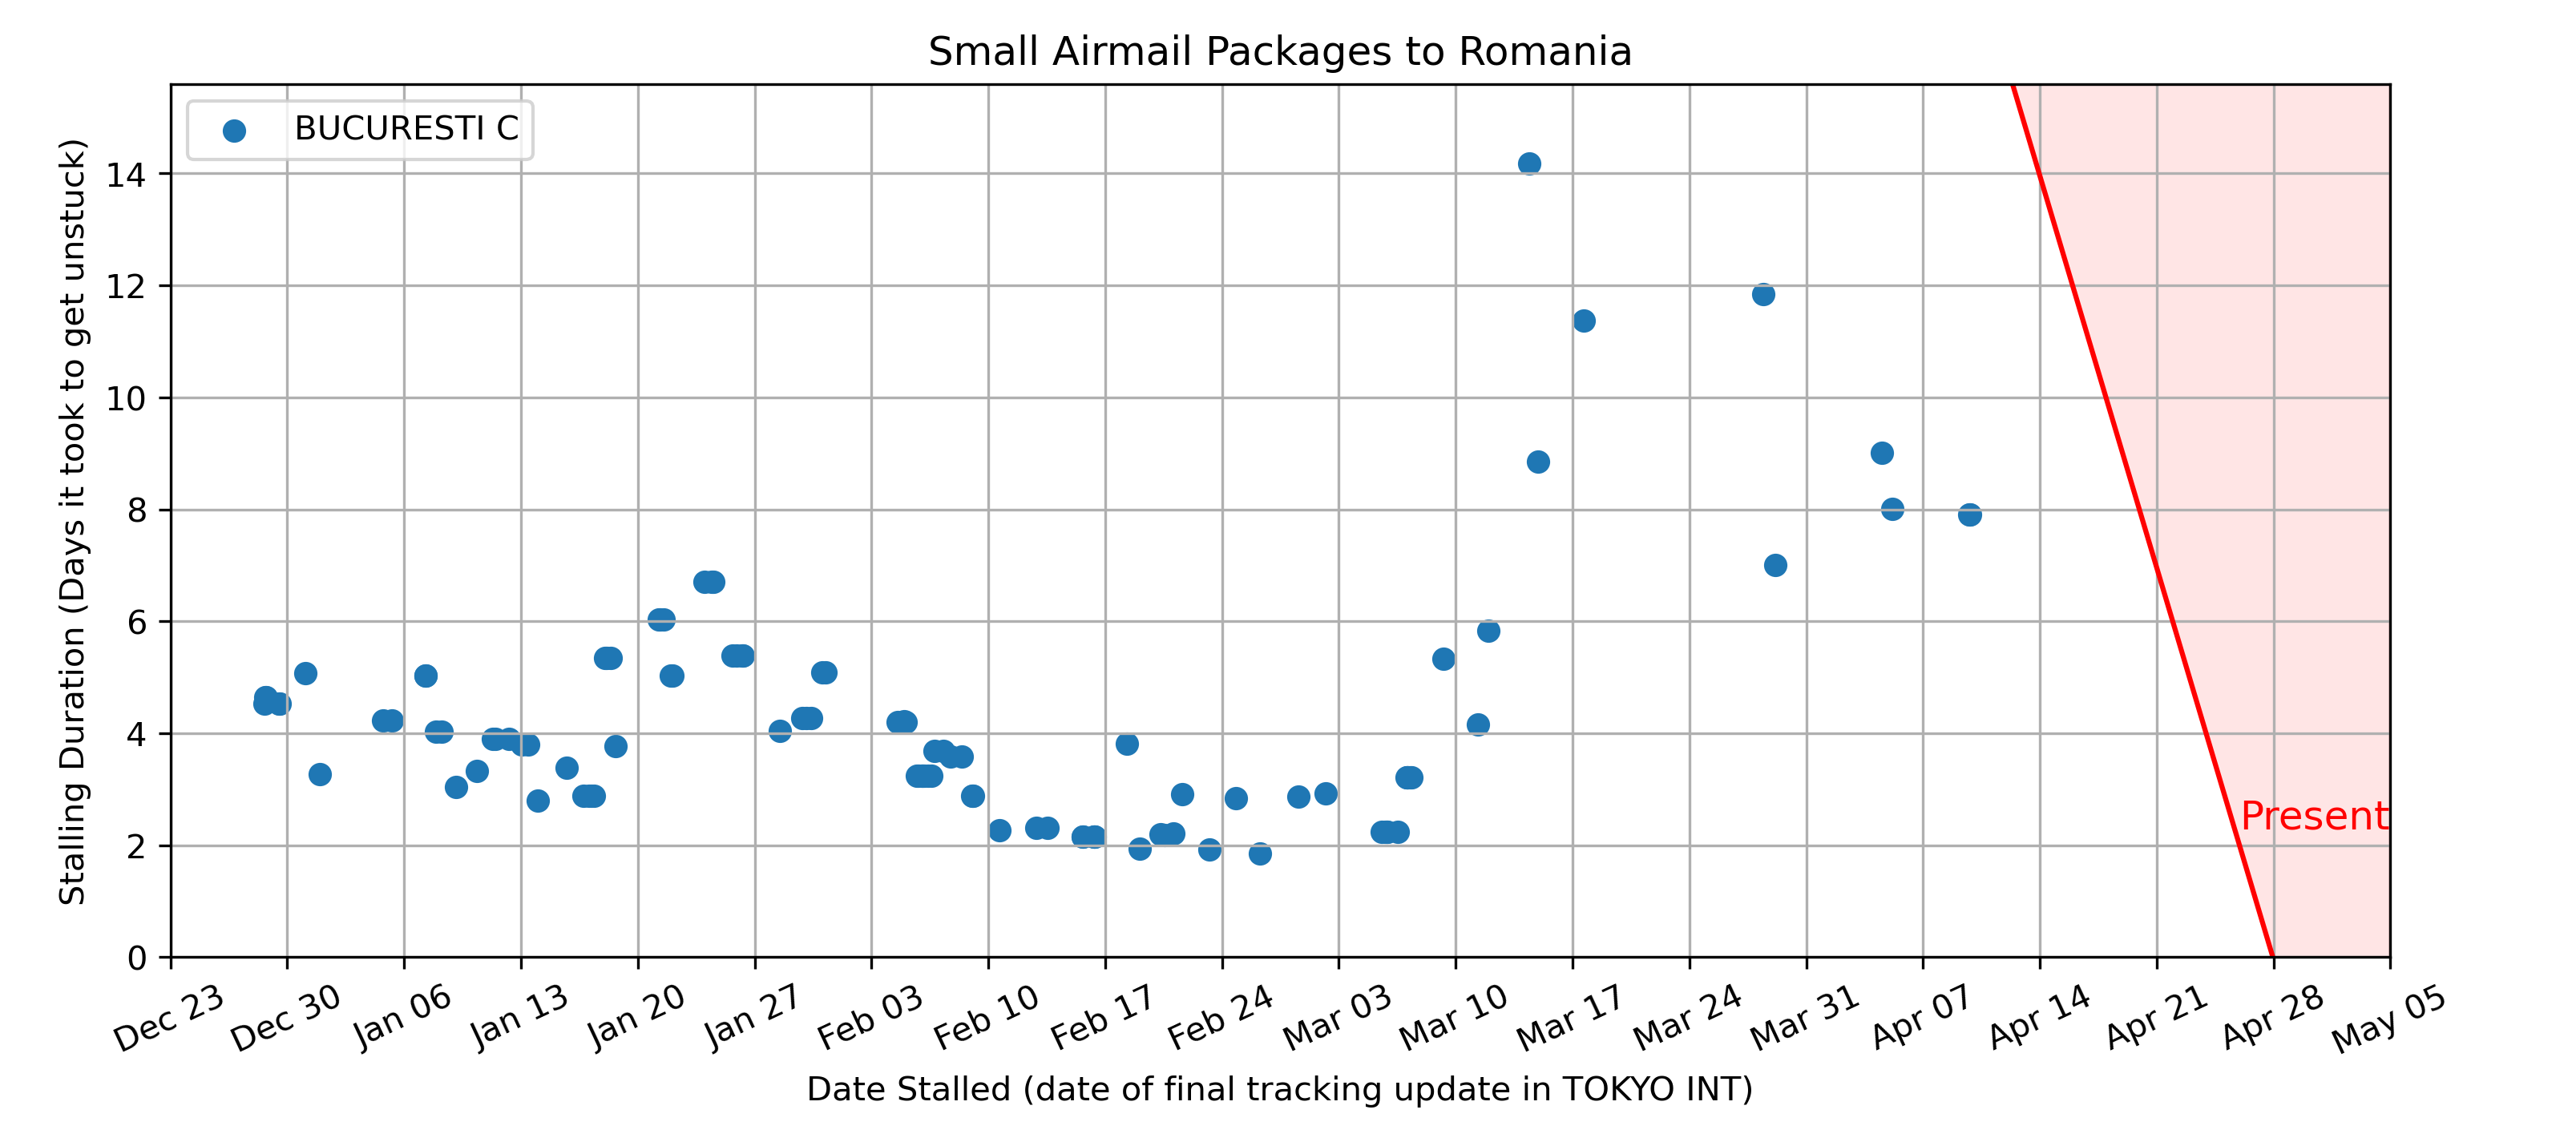 Small Airmail Packages to Romania
BUCURESTI C
Stalling Duration (Days it took to get unstuck)
14
12
10
8
6
4
2
0
Present
Dec 23
Dec 30
Jan 06
Jan 13
Jan 20
Jan 27
Feb 03
Feb 10
Feb 17
Feb 24
Mar 03
Mar 10
Mar 17
Mar 24
Mar 31
Apr 07
Apr 14
Apr 21
Apr 28
May 05
Date Stalled (date of final tracking update in TOKYO INT)